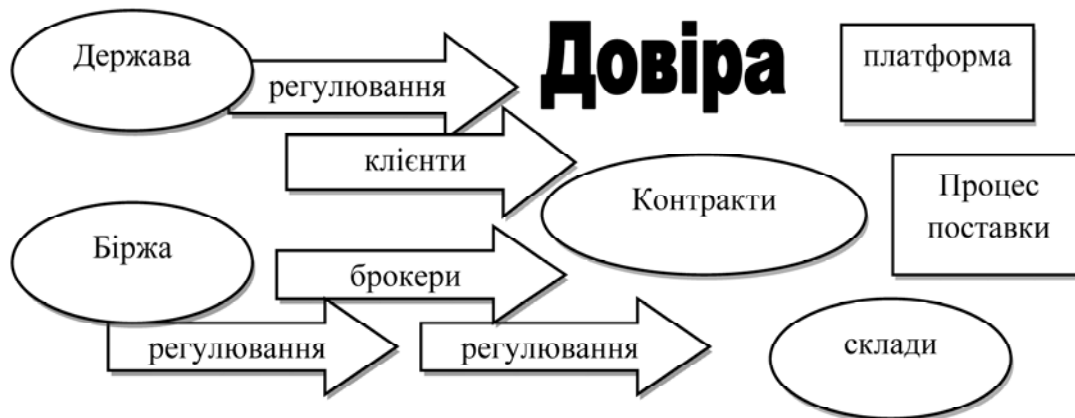 Держава
регулювання
Довіра
платформа
клієнти
Контракти
Процес
поставки
Біржа
брокери
регулювання
регулювання
склади